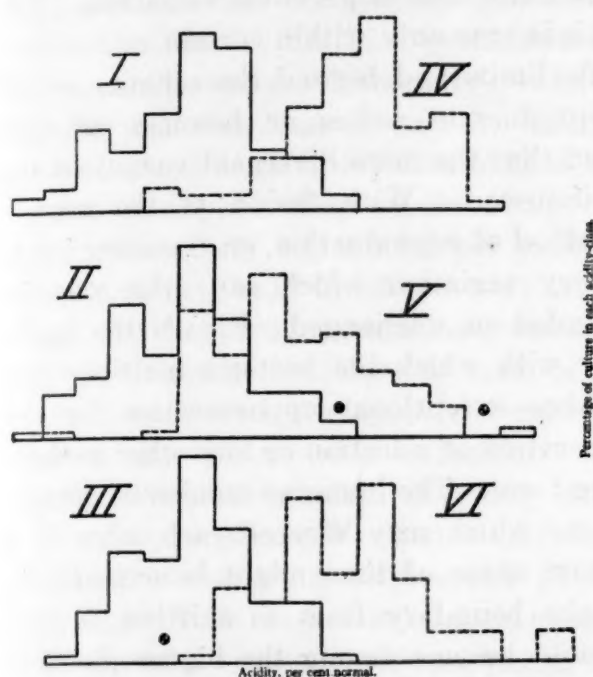 I
IV
II
V
III
VI
Percentage of culture in each acidity-class
Acidity, per cent normal.